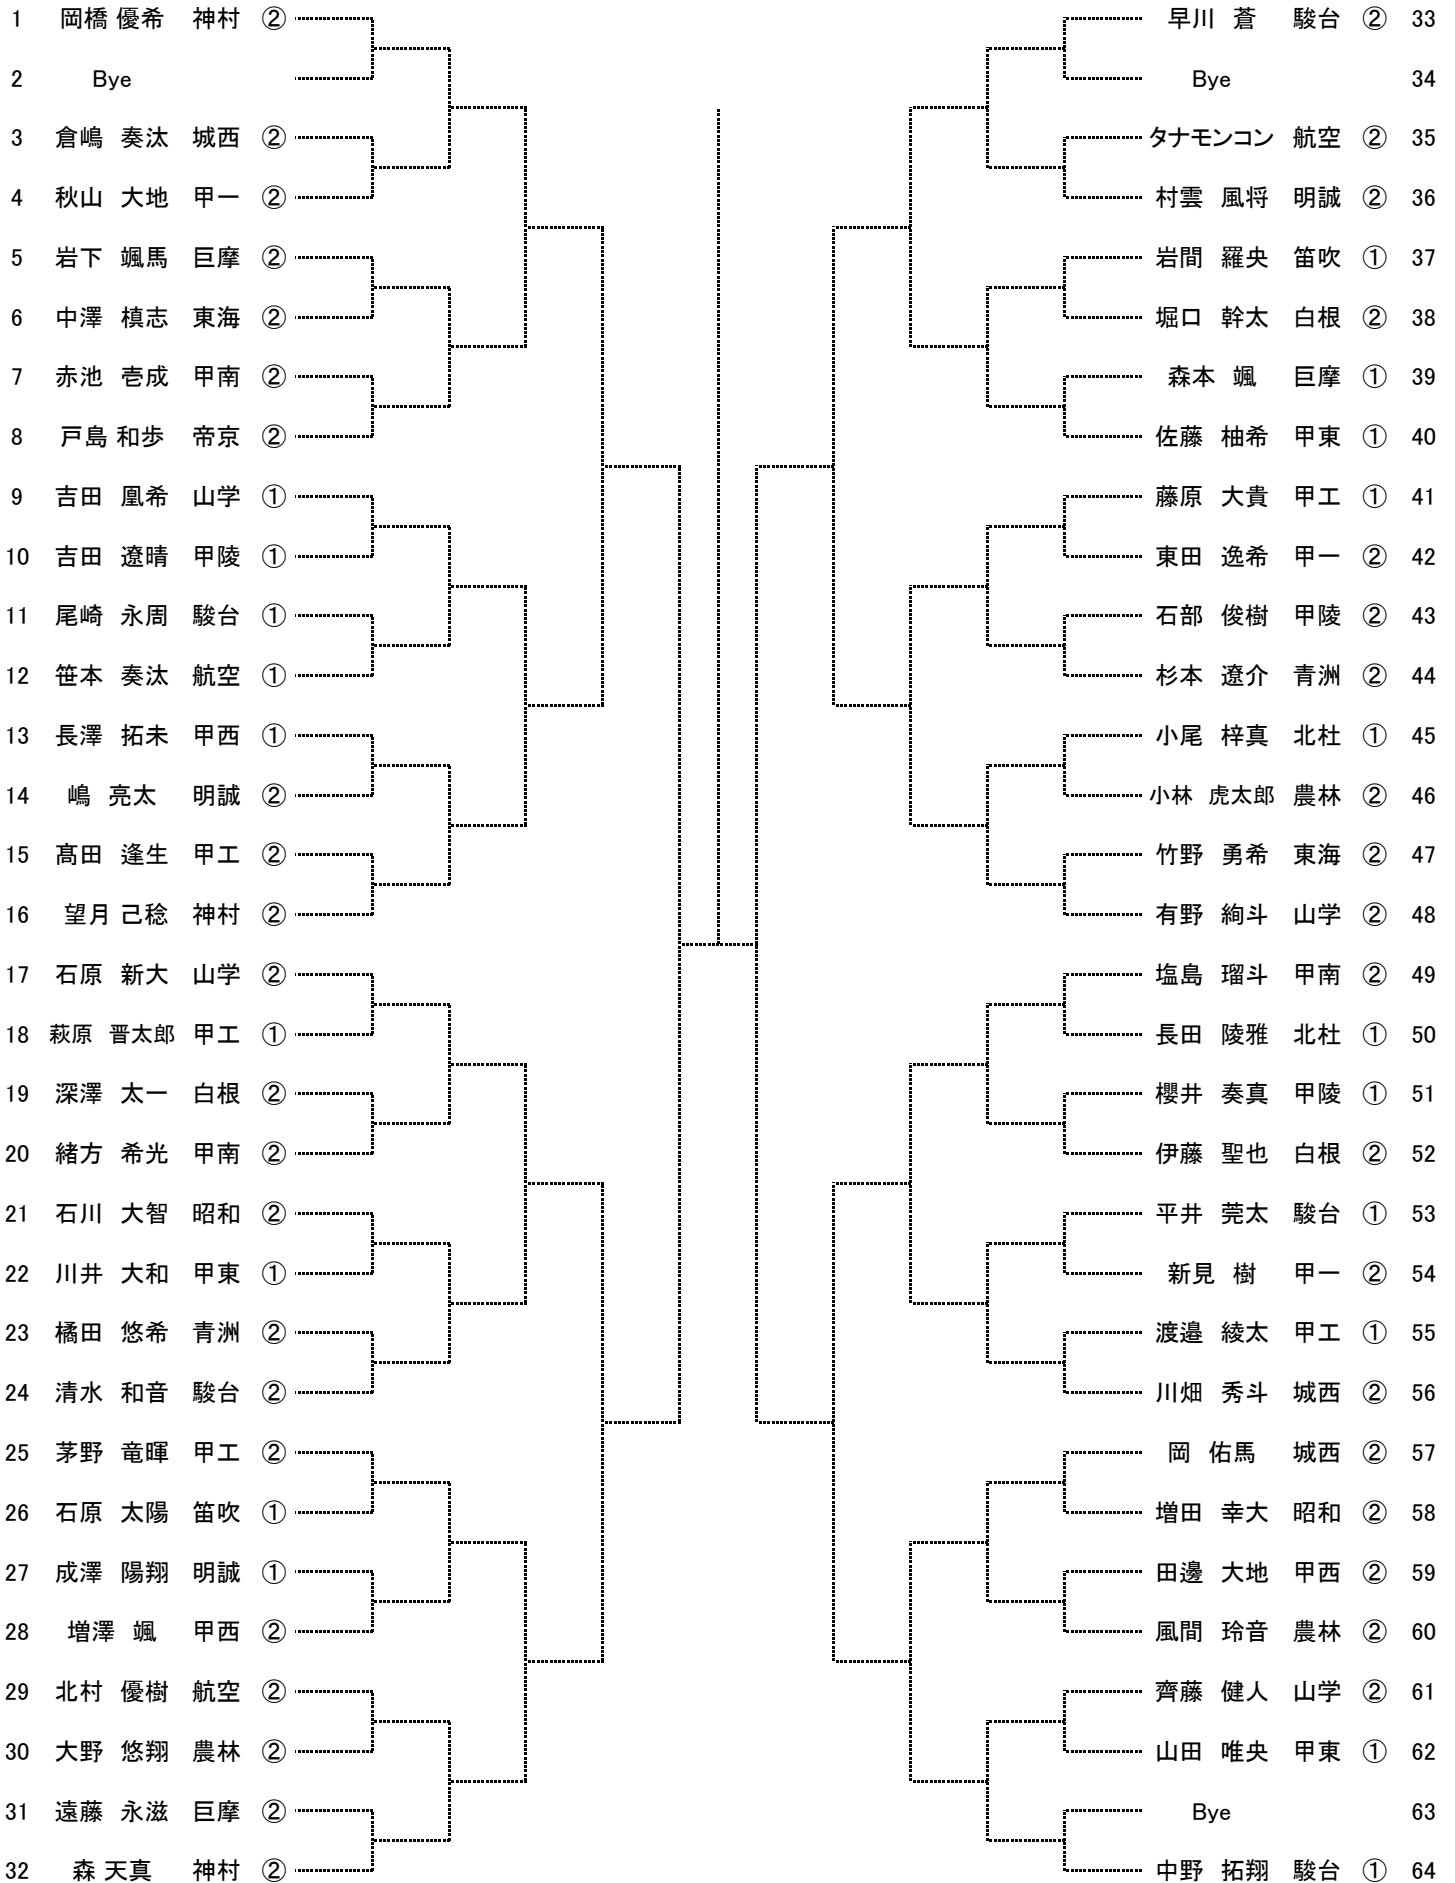 1 岡橋 優希 神村 ②
2 Bye
3 倉嶋 奏汰 城西 ②
4 秋山 大地 甲一 ②
5 岩下 颯馬 巨摩 ②
6 中澤 槙志 東海 ②
7 赤池 壱成 甲南 ②
8 戸島 和歩 帝京 ②
9 吉田 凰希 山学 ①
10 吉田 遼晴 甲陵 ①
11 尾崎 永周 駿台 ①
12 笹本 奏汰 航空 ①
13 長澤 拓未 甲西 ①
14 嶋 亮太 明誠 ②
15 髙田 逢生 甲工 ②
16 望月 己稔 神村 ②
17 石原 新大 山学 ②
18 萩原 晋太郎 甲工 ①
19 深澤 太一 白根 ②
20 緒方 希光 甲南 ②
21 石川 大智 昭和 ②
22 川井 大和 甲東 ①
23 橘田 悠希 青洲 ②
24 清水 和音 駿台 ②
25 茅野 竜暉 甲工 ②
26 石原 太陽 笛吹 ①
27 成澤 陽翔 明誠 ①
28 増澤 颯 甲西 ②
29 北村 優樹 航空 ②
30 大野 悠翔 農林 ②
31 遠藤 永滋 巨摩 ②
32 森 天真 神村 ②
早川 蒼 駿台 ② 33
Bye 34
タナモンコン 航空 ② 35
村雲 風将 明誠 ② 36
岩間 羅央 笛吹 ① 37
堀口 幹太 白根 ② 38
森本 颯 巨摩 ① 39
佐藤 柚希 甲東 ① 40
藤原 大貴 甲工 ① 41
東田 逸希 甲一 ② 42
石部 俊樹 甲陵 ② 43
杉本 遼介 青洲 ② 44
小尾 梓真 北杜 ① 45
小林 虎太郎 農林 ② 46
竹野 勇希 東海 ② 47
有野 絢斗 山学 ② 48
塩島 瑠斗 甲南 ② 49
長田 陵雅 北杜 ① 50
櫻井 奏真 甲陵 ① 51
伊藤 聖也 白根 ② 52
平井 莞太 駿台 ① 53
新見 樹 甲一 ② 54
渡邉 綾太 甲工 ① 55
川畑 秀斗 城西 ② 56
岡 佑馬 城西 ② 57
増田 幸大 昭和 ② 58
田邊 大地 甲西 ② 59
風間 玲音 農林 ② 60
齊藤 健人 山学 ② 61
山田 唯央 甲東 ① 62
Bye 63
中野 拓翔 駿台 ① 64